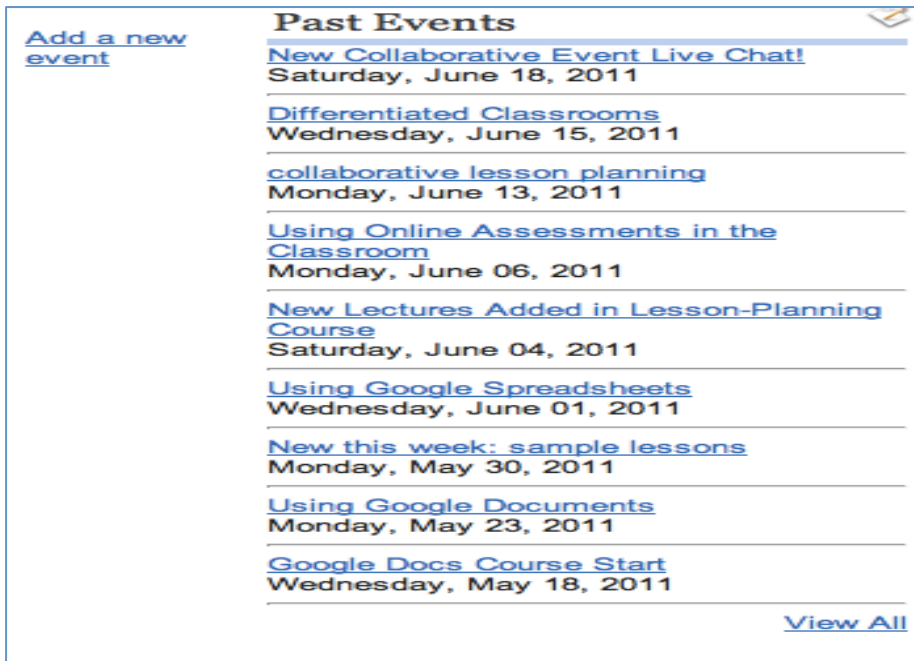 Add a new
event
Past Events
New Collaborative Event Live Chat!
Saturday, June 18, 2011
Differentiated Classrooms
Wednesday, June 15, 2011
collaborative lesson planning
Monday, June 13, 2011
Using Online Assessments in the
Classroom
Monday, June 06, 2011
New Lectures Added in Lesson-Planning
Course
Saturday, June 04, 2011
Using Google Spreadsheets
Wednesday, June 01, 2011
New this week: sample lessons
Monday, May 30, 2011
Using Google Documents
Monday, May 23, 2011
Google Docs Course Start
Wednesday, May 18, 2011
View All